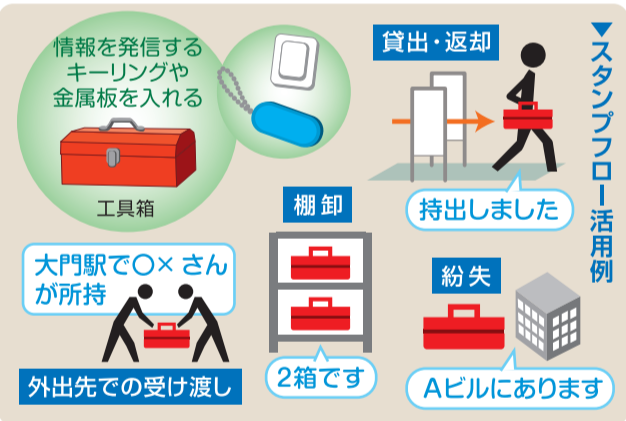 ▼スタンプフロー活用例
情報を発信する
キーリングや
金属板を入れる
工具箱
貸出・返却
持出しました
棚卸
2箱です
大門駅で〇×さん
が所持
外出先での受け渡し
紛失
Aビルにあります